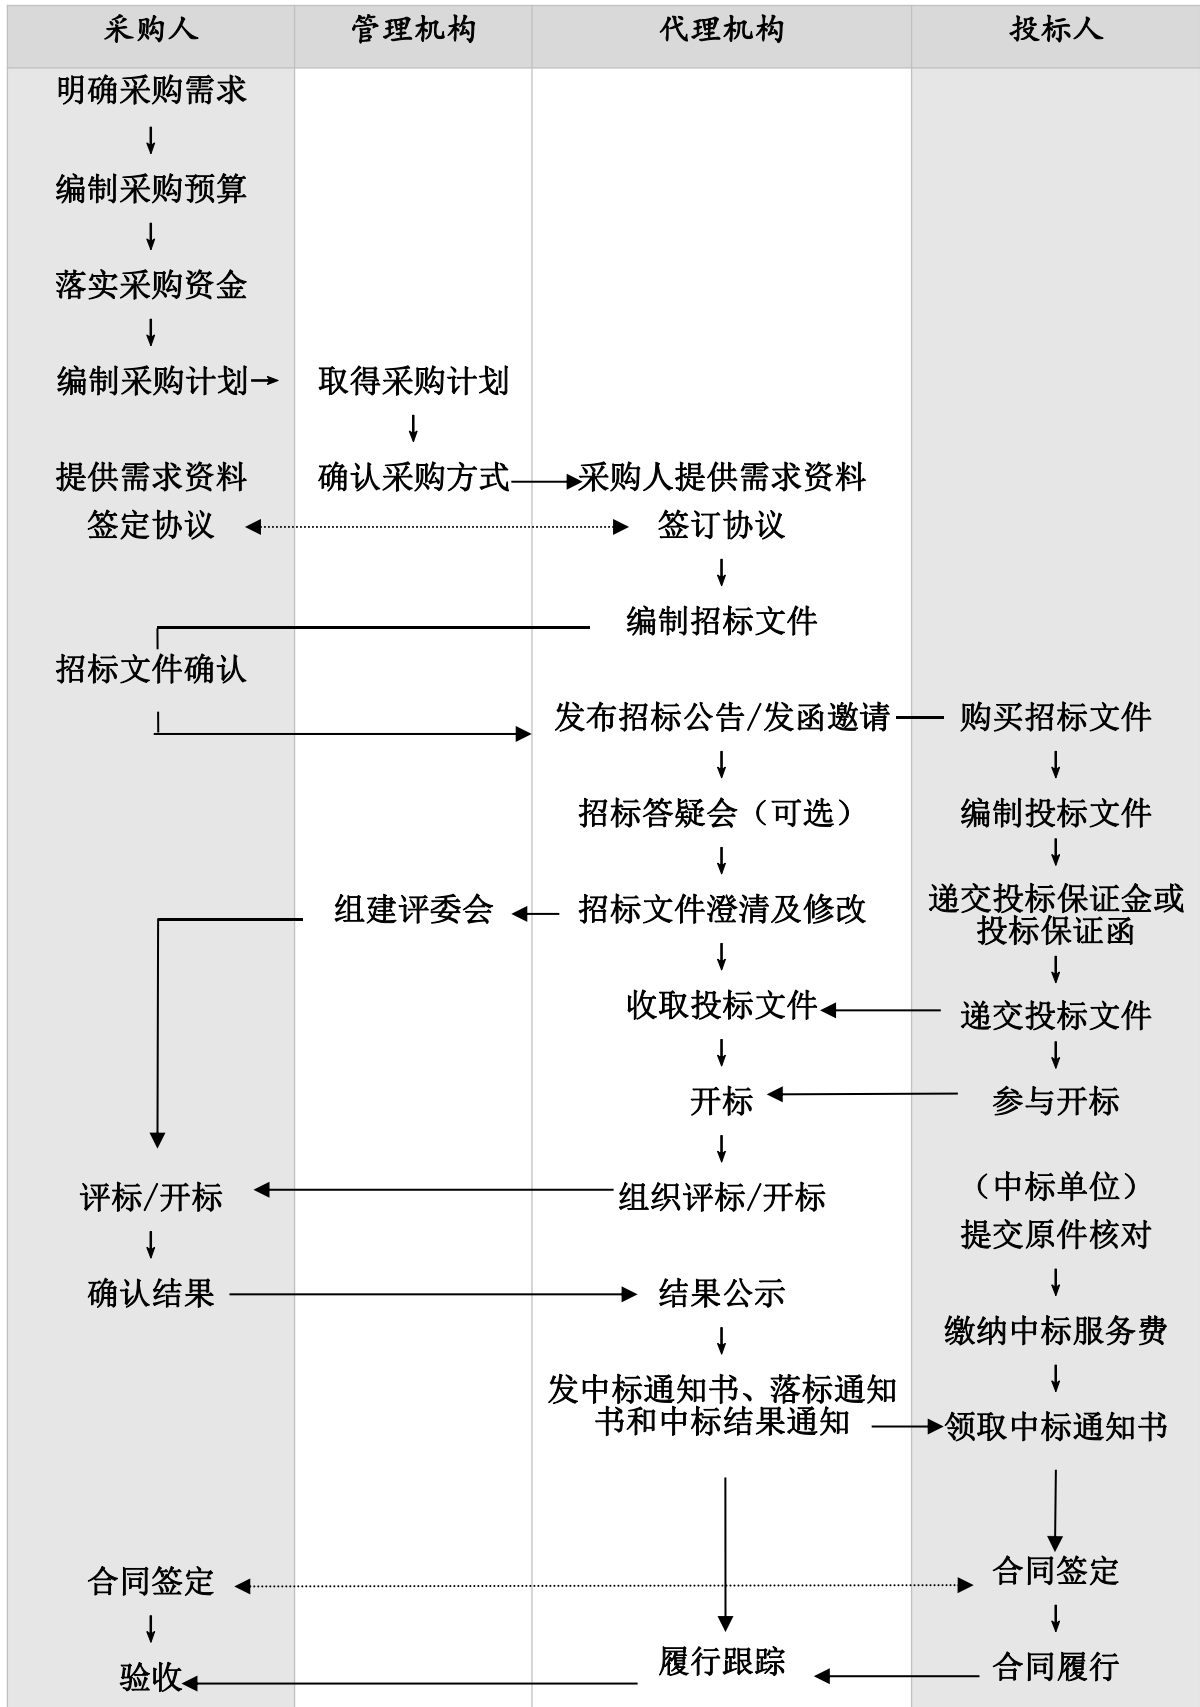 采购人
管理机构
代理机构
投标人
明确采购需求
编制采购预算
落实采购资金
编制采购计划
取得采购计划
提供需求资料
确认采购方式
采购人提供需求资料
签定协议
签订协议
编制招标文件
招标文件确认
发布招标公告/发函邀请
购买招标文件
招标答疑会（可选）
编制投标文件
组建评委会
招标文件澄清及修改
递交投标保证金或
投标保证函
收取投标文件
递交投标文件
开标
参与开标
评标/开标
组织评标/开标
（中标单位）
提交原件核对
确认结果
结果公示
缴纳中标服务费
发中标通知书、落标通知
书和中标结果通知
领取中标通知书
合同签定
合同签定
验收
履行跟踪
合同履行